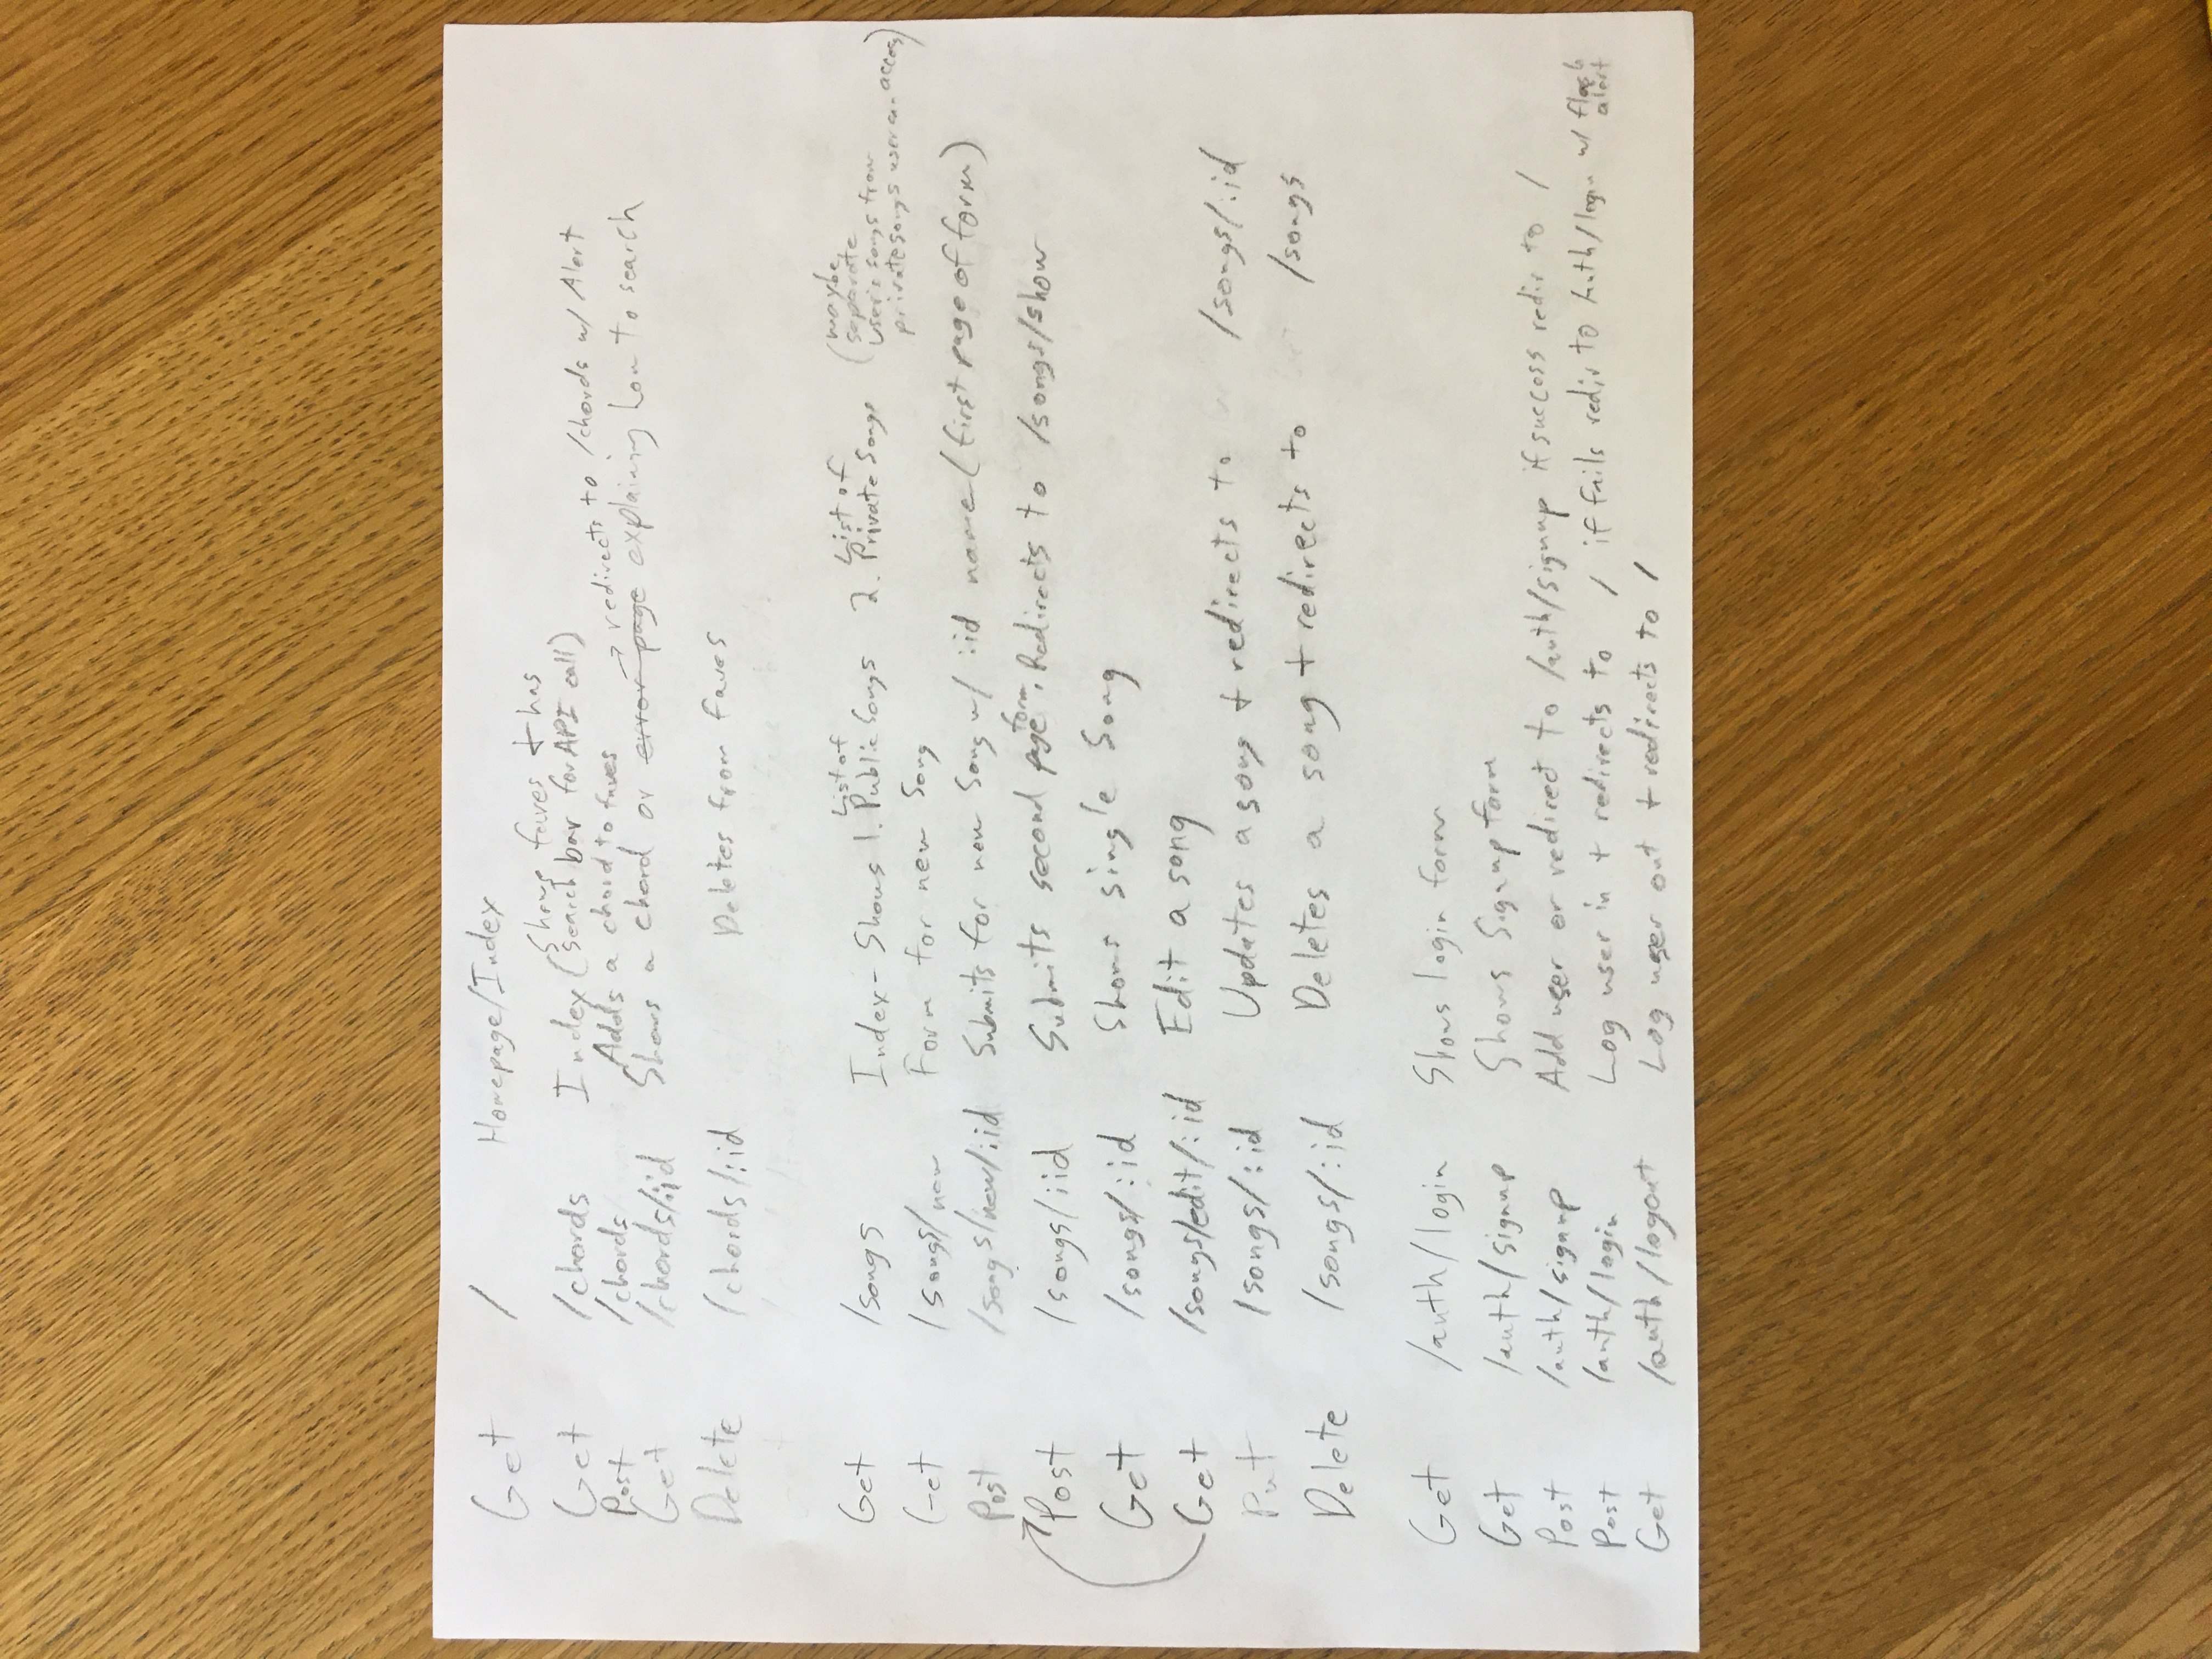 Get / Homepage/Index
Shows faves + has
Get /chords Index (search bar for API call)
redirects to /chords w/ Alert
Post /chords Adds a chord to faves
Get /chords/:id Shows a chord or error page explaining how to search
Delete /chords/:id Deletes from faves
List of List of (maybe
Get /songs Index - Shows 1. Public Songs 2. Private Songs separate
user's songs from
private songs user can access)
Get /songs/new Form for new Song
Post /songs/new/:id Submits for new Song w/ :id name (first page of form)
form
Post /songs/:id Submits second page. Redirects to /songs/show
Get /songs/:id Shows single Song
Get /songs/edit/:id Edit a song
Put /songs/:id Updates a song + redirects to /songs/:id
Delete /songs/:id Deletes a song + redirects to /songs
Get /auth/login Shows login form
Get /auth/signup Shows Signup form
Post /auth/signup Add user or redirect to /auth/signup if success redir to /
Post /auth/login Log user in + redirects to / if fails redir to Auth/login w/ flash
alert
Get /auth/logout Log user out + redirects to /